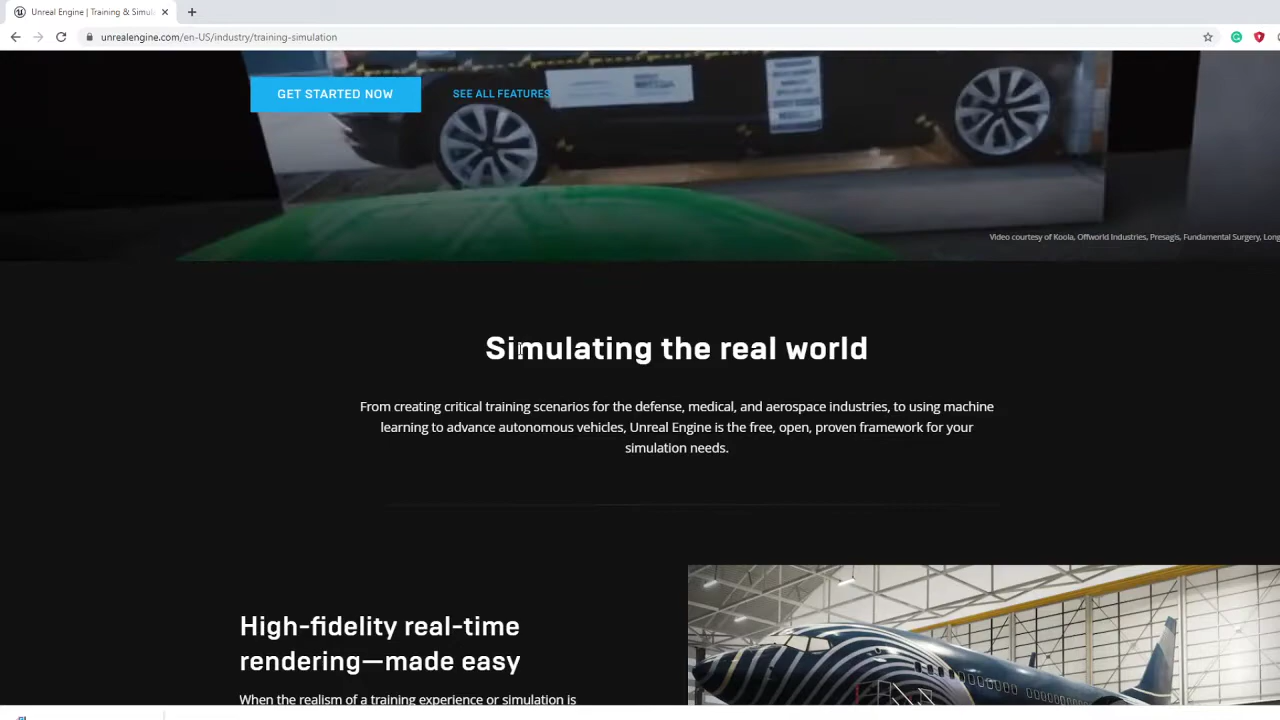 Unreal Engine | Training & Simul
unrealengine.com/en-US/industry/training-simulation
GET STARTED NOW
SEE ALL FEATURES
Video courtesy of Koola, Offworld Industries, Presagis, Fundamental Surgery, Long
Simulating the real world
From creating critical training scenarios for the defense, medical, and aerospace industries, to using machine
learning to advance autonomous vehicles, Unreal Engine is the free, open, proven framework for your
simulation needs.
High-fidelity real-time
rendering—made easy
When the realism of a training experience or simulation is